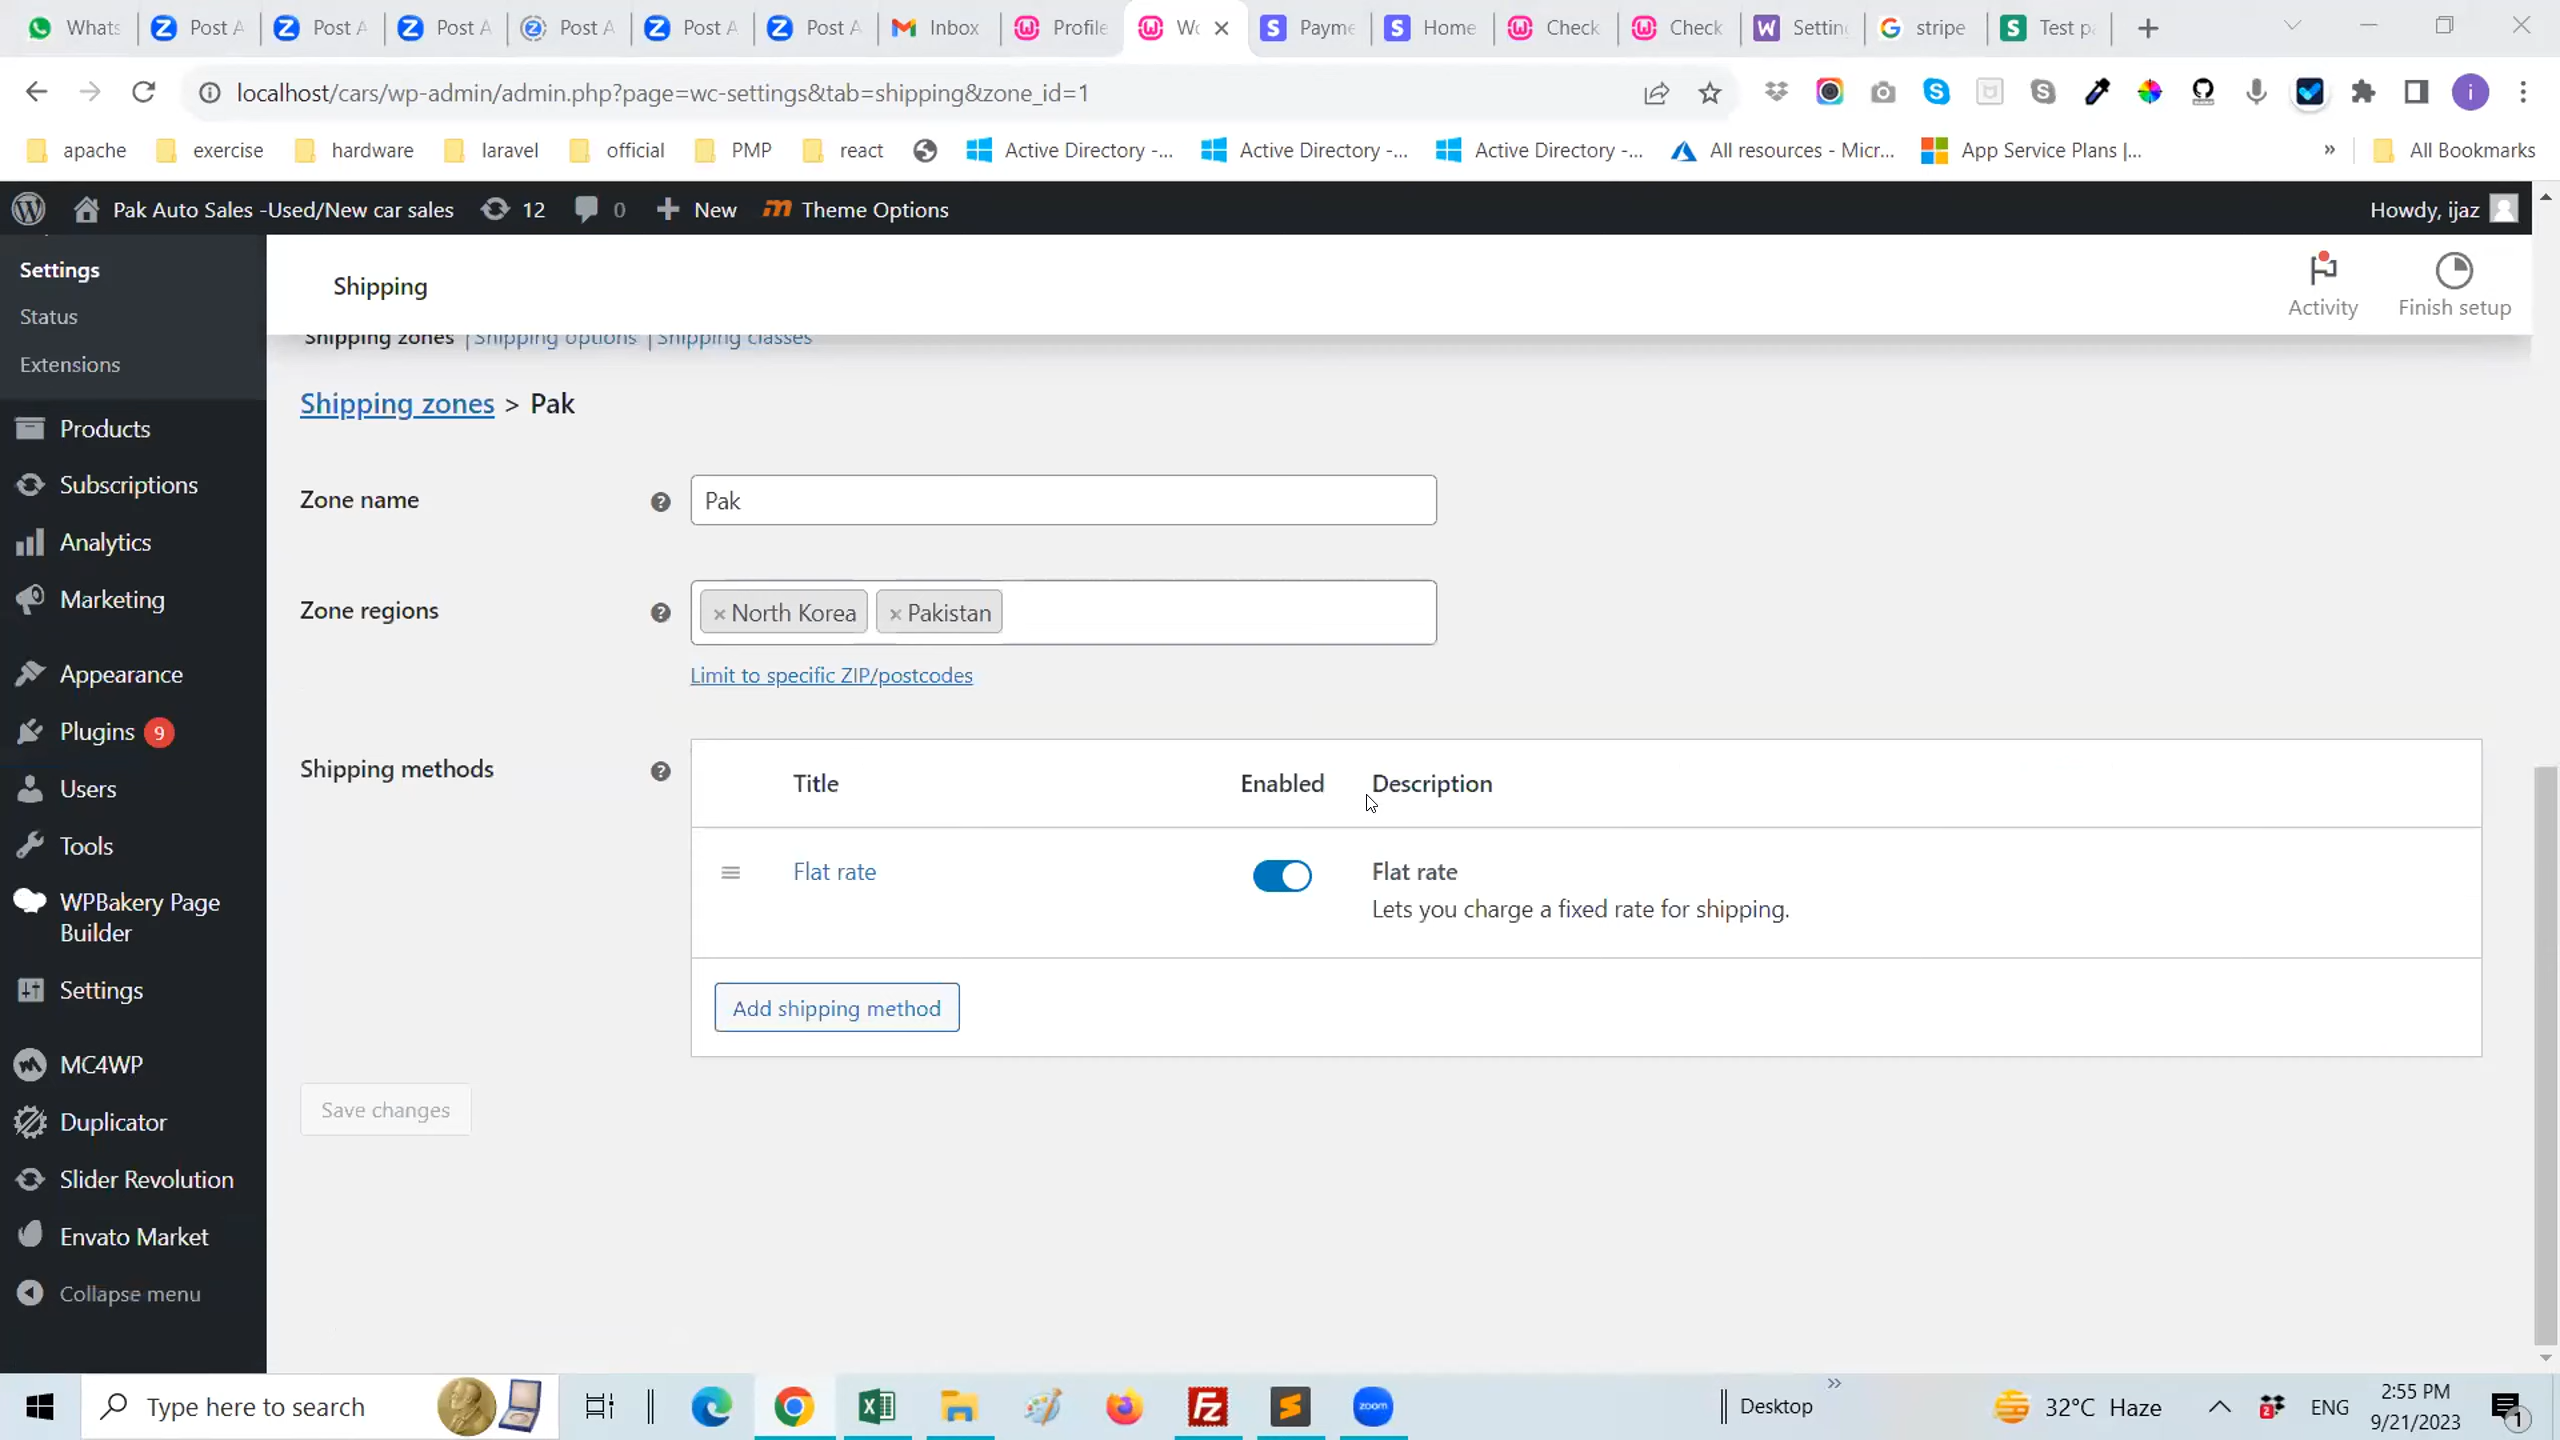 Whats
Post A
Post A
Post A
Post A
Post A
Post A
Inbox
Profile
Wc
Payme
Home
Check
Check
Settin
stripe
Test pa
localhost/cars/wp-admin/admin.php?page=wc-settings&tab=shipping&zone_id=1
apache
exercise
hardware
laravel
official
PMP
react
Active Directory -...
Active Directory -...
Active Directory -...
All resources - Micr...
App Service Plans |...
»
All Bookmarks
Pak Auto Sales -Used/New car sales
12
0
New
Theme Options
Howdy, ijaz
Settings
Status
Extensions
Products
Subscriptions
Analytics
Marketing
Appearance
Plugins 9
Users
Tools
WPBakery Page
Builder
Settings
MC4WP
Duplicator
Slider Revolution
Envato Market
Collapse menu
Shipping
Activity
Finish setup
Shipping zones | Shipping options | Shipping classes
Shipping zones > Pak
Zone name
Pak
Zone regions
× North Korea × Pakistan
Limit to specific ZIP/postcodes
Shipping methods
Title Enabled Description
Flat rate
Flat rate
Lets you charge a fixed rate for shipping.
Add shipping method
Save changes
Type here to search
zoom
Desktop
»
32°C Haze
2
ENG
2:55 PM
9/21/2023
1